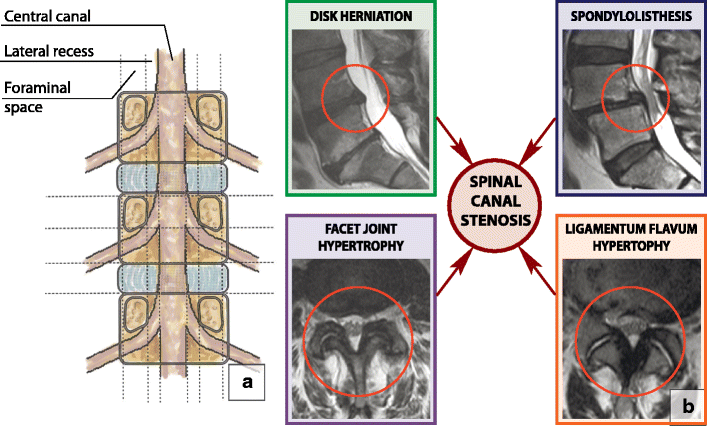 Central canal
Lateral recess
Foraminal
space
a
DISK HERNIATION
SPONDYLOLISTHESIS
SPINAL
CANAL
STENOSIS
FACET JOINT
HYPERTROPHY
LIGAMENTUM FLAVUM
HYPERTOPHY
b